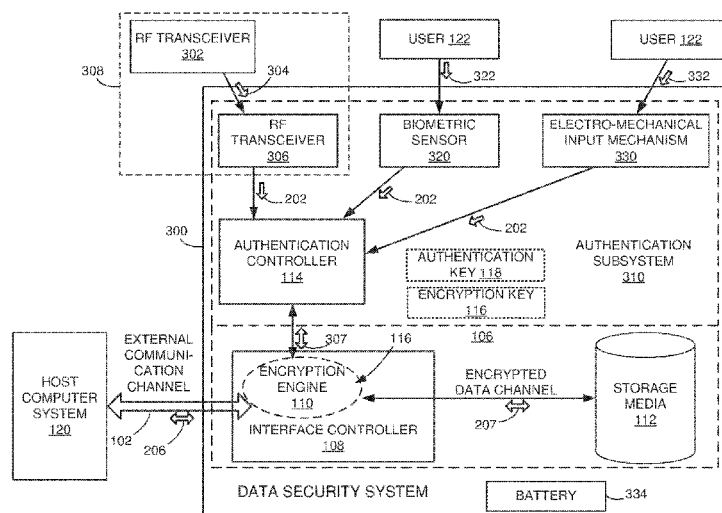 RF TRANSCEIVER
302
USER 122
USER 122
308
304
322
332
RF
TRANSCEIVER
306
BIOMETRIC
SENSOR
320
ELECTRO-MECHANICAL
INPUT MECHANISM
330
202
202
202
300
AUTHENTICATION
CONTROLLER
114
AUTHENTICATION
KEY 118
ENCRYPTION KEY
116
AUTHENTICATION
SUBSYSTEM
310
307
116
106
EXTERNAL
COMMUNI-
CATION
CHANNEL
HOST
COMPUTER
SYSTEM
120
ENCRYPTION
ENGINE
110
INTERFACE CONTROLLER
108
ENCRYPTED
DATA CHANNEL
207
STORAGE
MEDIA
112
102
206
DATA SECURITY SYSTEM
BATTERY
334